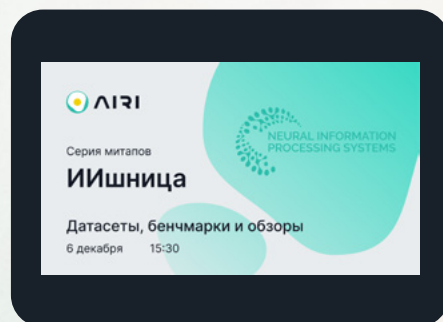 AIRI
NEURAL INFORMATION
PROCESSING SYSTEMS
Серия митапов
ИИшница
Датасеты, бенчмарки и обзоры
6 декабря 15:30